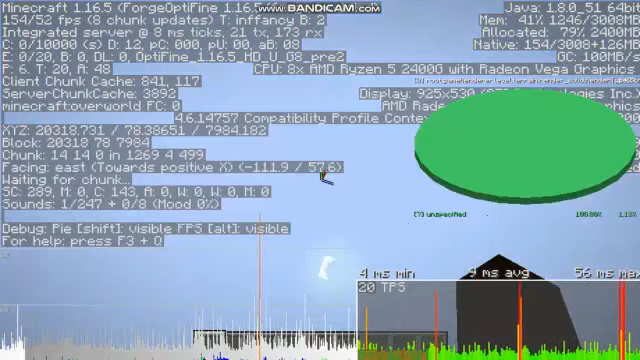 Minecraft 1.16.5 (ForgeOptiFine 1.16.5
www.BANDICAM.com
Java: 1.8.0_51 64bit
154/52 fps (8 chunk updates) T: inffancy B: 2
Mem: 41% 1246/3008MB
Integrated server @ 8 ms ticks, 21 tx, 173 rx
Allocated: 79% 2400MB
C: 0/10000 (s) D: 12, pC: 000, pU: 00, aB: 08
Native: 154/3008+126MB
E: 0/20, B: 0, DL: 0, OptiFine_1.16.5_HD_U_G8_pre2
GC: 100MB/s
P: 6. T: 20, A: 48
CPU: 8x AMD Ryzen 5 2400G with Radeon Vega Graphics
Client Chunk Cache: 841, 117
ServerChunkCache: 3892
Display: 925x530
minecraft:overworld FC: 0
AMD Radeon
4.6.14757 Compatibility Profile
XYZ: 20318.731 / 78.38651 / 7984.182
Block: 20318 78 7984
Chunk: 14 14 0 in 1269 4 499
Facing: east (Towards positive X) (-111.9 / 57.6)
Waiting for chunk...
SC: 289, M: 0, C: 143, A: 0, W: 0, W: 0, M: 0
Sounds: 1/247 + 0/8 (Mood 0%)
[?] unspecified
Debug: Pie [shift]: visible FPS [alt]: visible
For help: press F3 + Q
4 ms min
9 ms avg
56 ms max
20 TPS